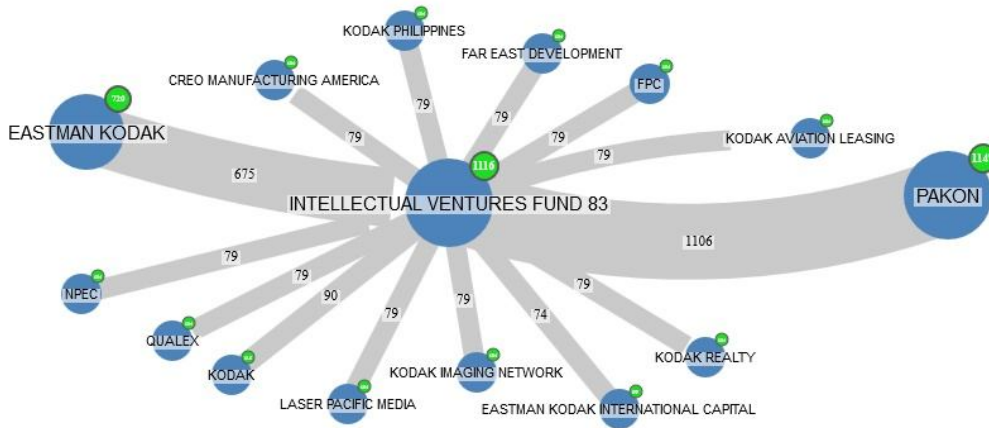 KODAK PHILIPPINES
FAR EAST DEVELOPMENT
CREO MANUFACTURING AMERICA
FPC
79
79
720
EASTMAN KODAK
79
79
KODAK AVIATION LEASING
79
1116
675
INTELLECTUAL VENTURES FUND 83
PAKON
1106
79
79
90
79
79
74
79
NPEC
QUALEX
KODAK
KODAK REALTY
KODAK IMAGING NETWORK
LASER PACIFIC MEDIA
EASTMAN KODAK INTERNATIONAL CAPITAL